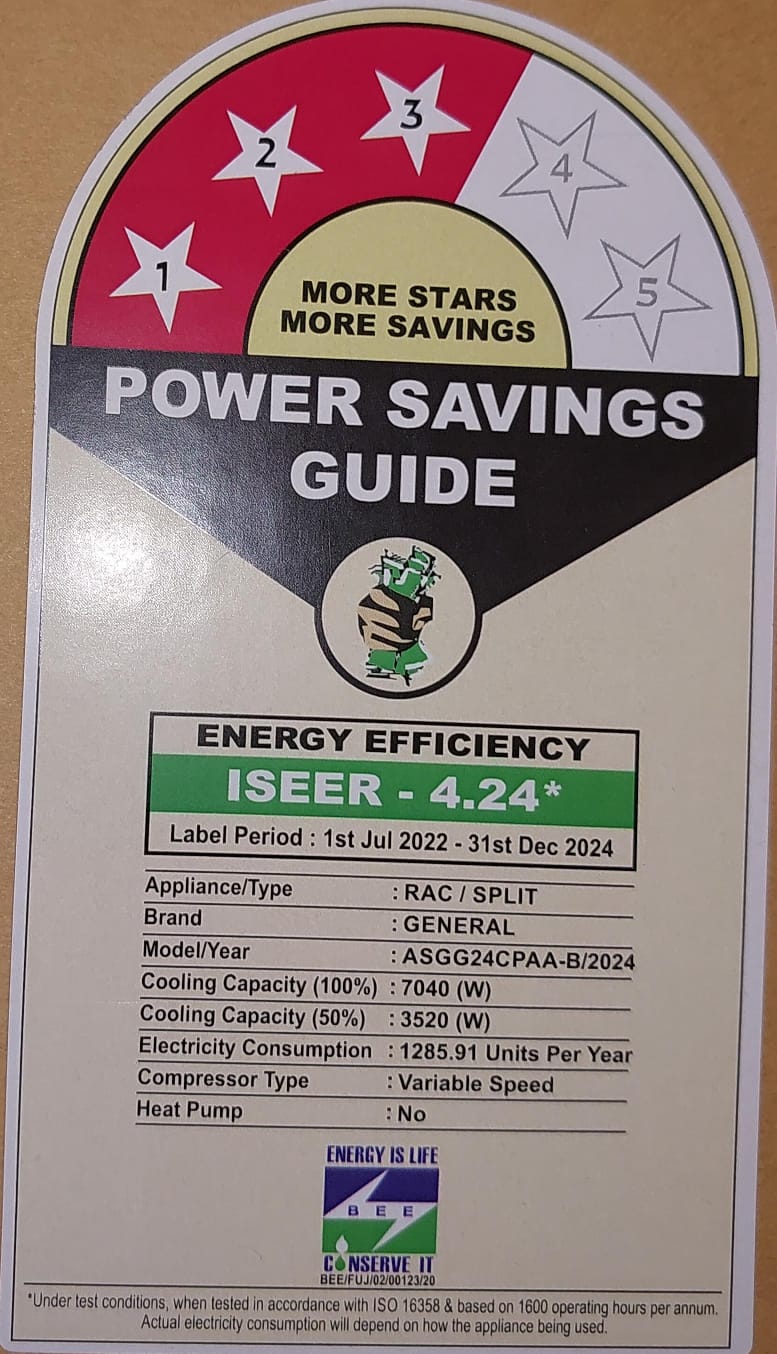 1 2 3 4 5
MORE STARS
MORE SAVINGS
POWER SAVINGS
GUIDE
ENERGY EFFICIENCY
ISEER - 4.24*
Label Period : 1st Jul 2022 - 31st Dec 2024
Appliance/Type : RAC / SPLIT
Brand : GENERAL
Model/Year : ASGG24CPAA-B/2024
Cooling Capacity (100%) : 7040 (W)
Cooling Capacity (50%) : 3520 (W)
Electricity Consumption : 1285.91 Units Per Year
Compressor Type : Variable Speed
Heat Pump : No
ENERGY IS LIFE
BEE
CONSERVE IT
BEE/FUJ/02/00123/20
*Under test conditions, when tested in accordance with ISO 16358 & based on 1600 operating hours per annum.
Actual electricity consumption will depend on how the appliance being used.